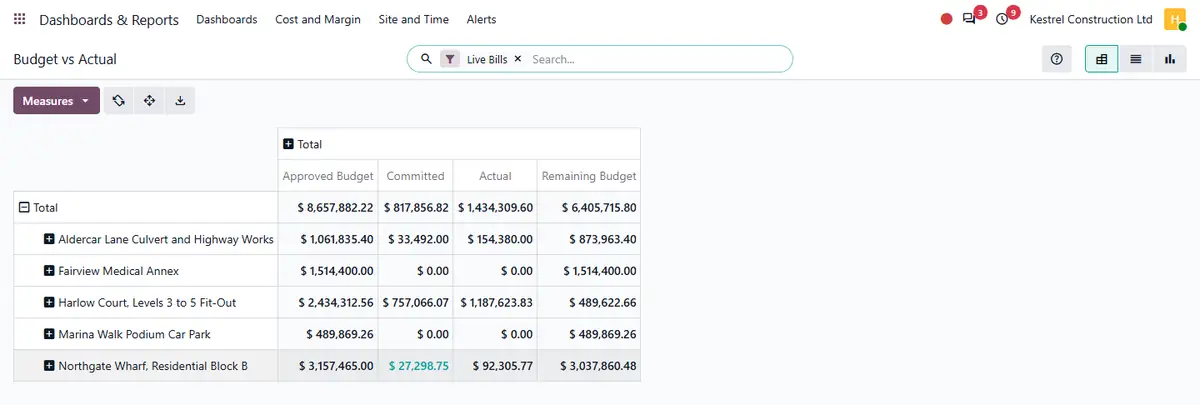 Dashboards & Reports Dashboards Cost and Margin Site and Time Alerts 3 9 Kestrel Construction Ltd H
Budget vs Actual Live Bills × Search...
Measures
Total
Approved Budget Committed Actual Remaining Budget
Total $ 8,657,882.22 $ 817,856.82 $ 1,434,309.60 $ 6,405,715.80
Aldercar Lane Culvert and Highway Works $ 1,061,835.40 $ 33,492.00 $ 154,380.00 $ 873,963.40
Fairview Medical Annex $ 1,514,400.00 $ 0.00 $ 0.00 $ 1,514,400.00
Harlow Court, Levels 3 to 5 Fit-Out $ 2,434,312.56 $ 757,066.07 $ 1,187,623.83 $ 489,622.66
Marina Walk Podium Car Park $ 489,869.26 $ 0.00 $ 0.00 $ 489,869.26
Northgate Wharf, Residential Block B $ 3,157,465.00 $ 27,298.75 $ 92,305.77 $ 3,037,860.48